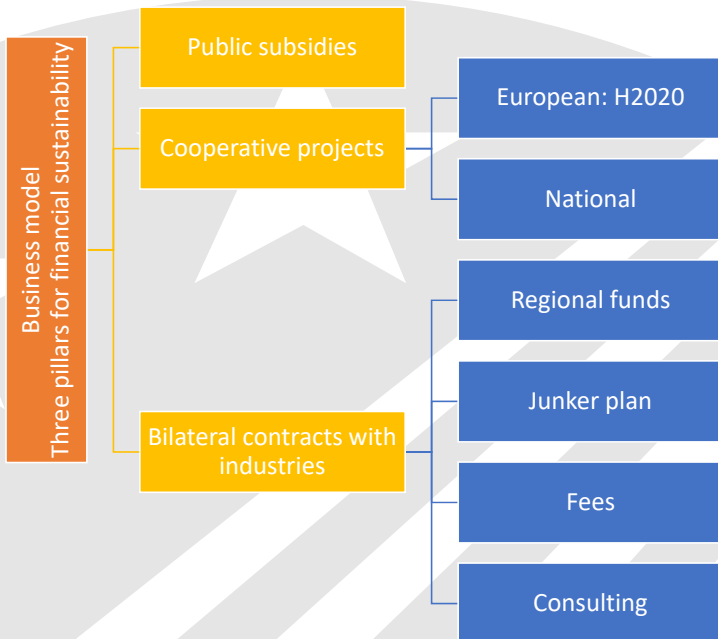 Business model
Three pillars for financial sustainability
Public subsidies
Cooperative projects
European: H2020
National
Bilateral contracts with
industries
Regional funds
Junker plan
Fees
Consulting